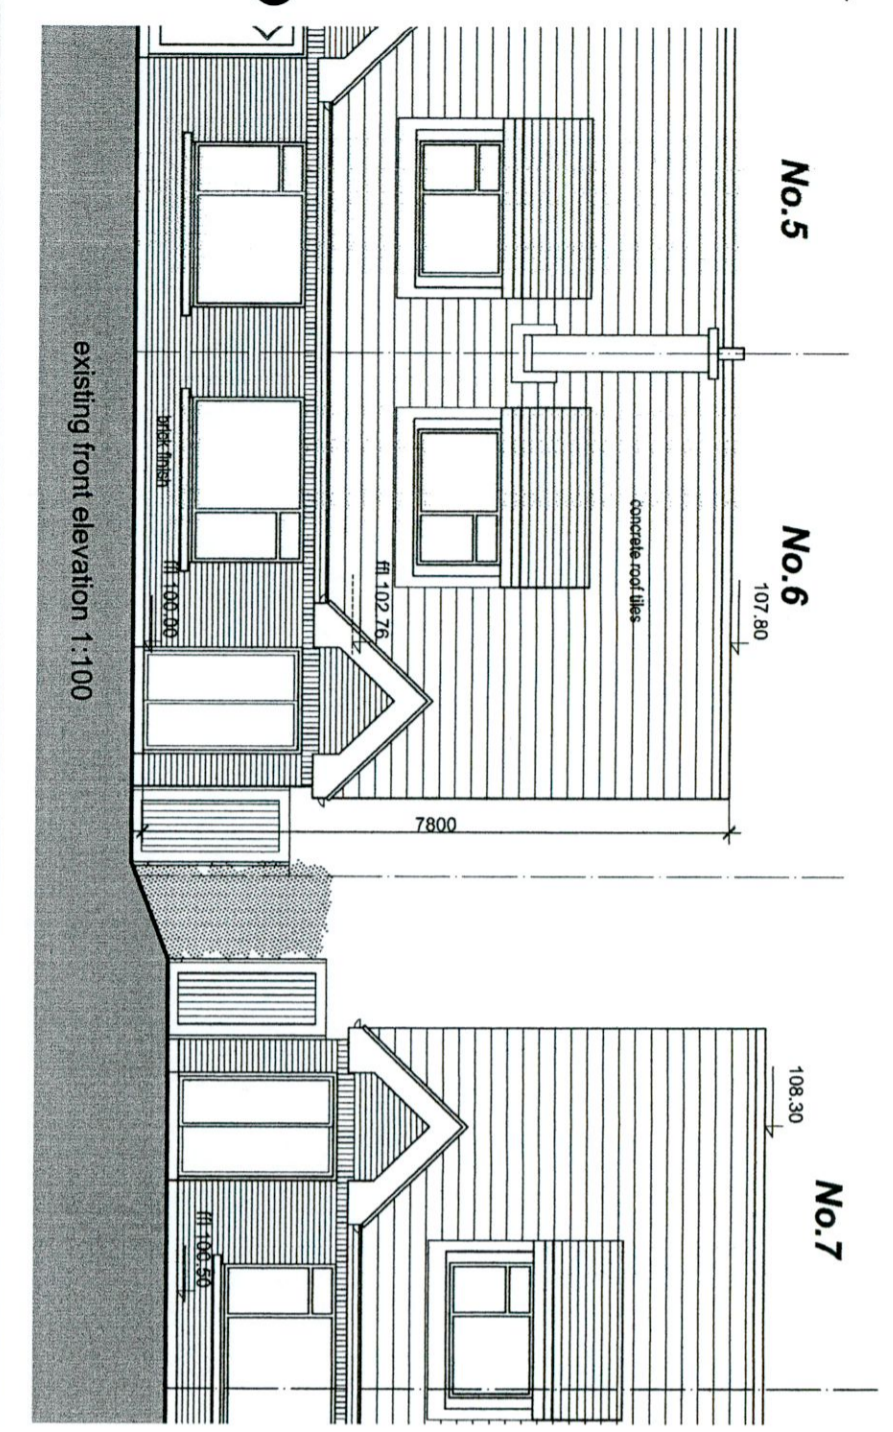 No.5
No.6
No.7
107.80
108.30
concrete roof tiles
ffl 102.76
7800
brick finish
ffl 100.00
ffl 100.50
existing front elevation 1:100